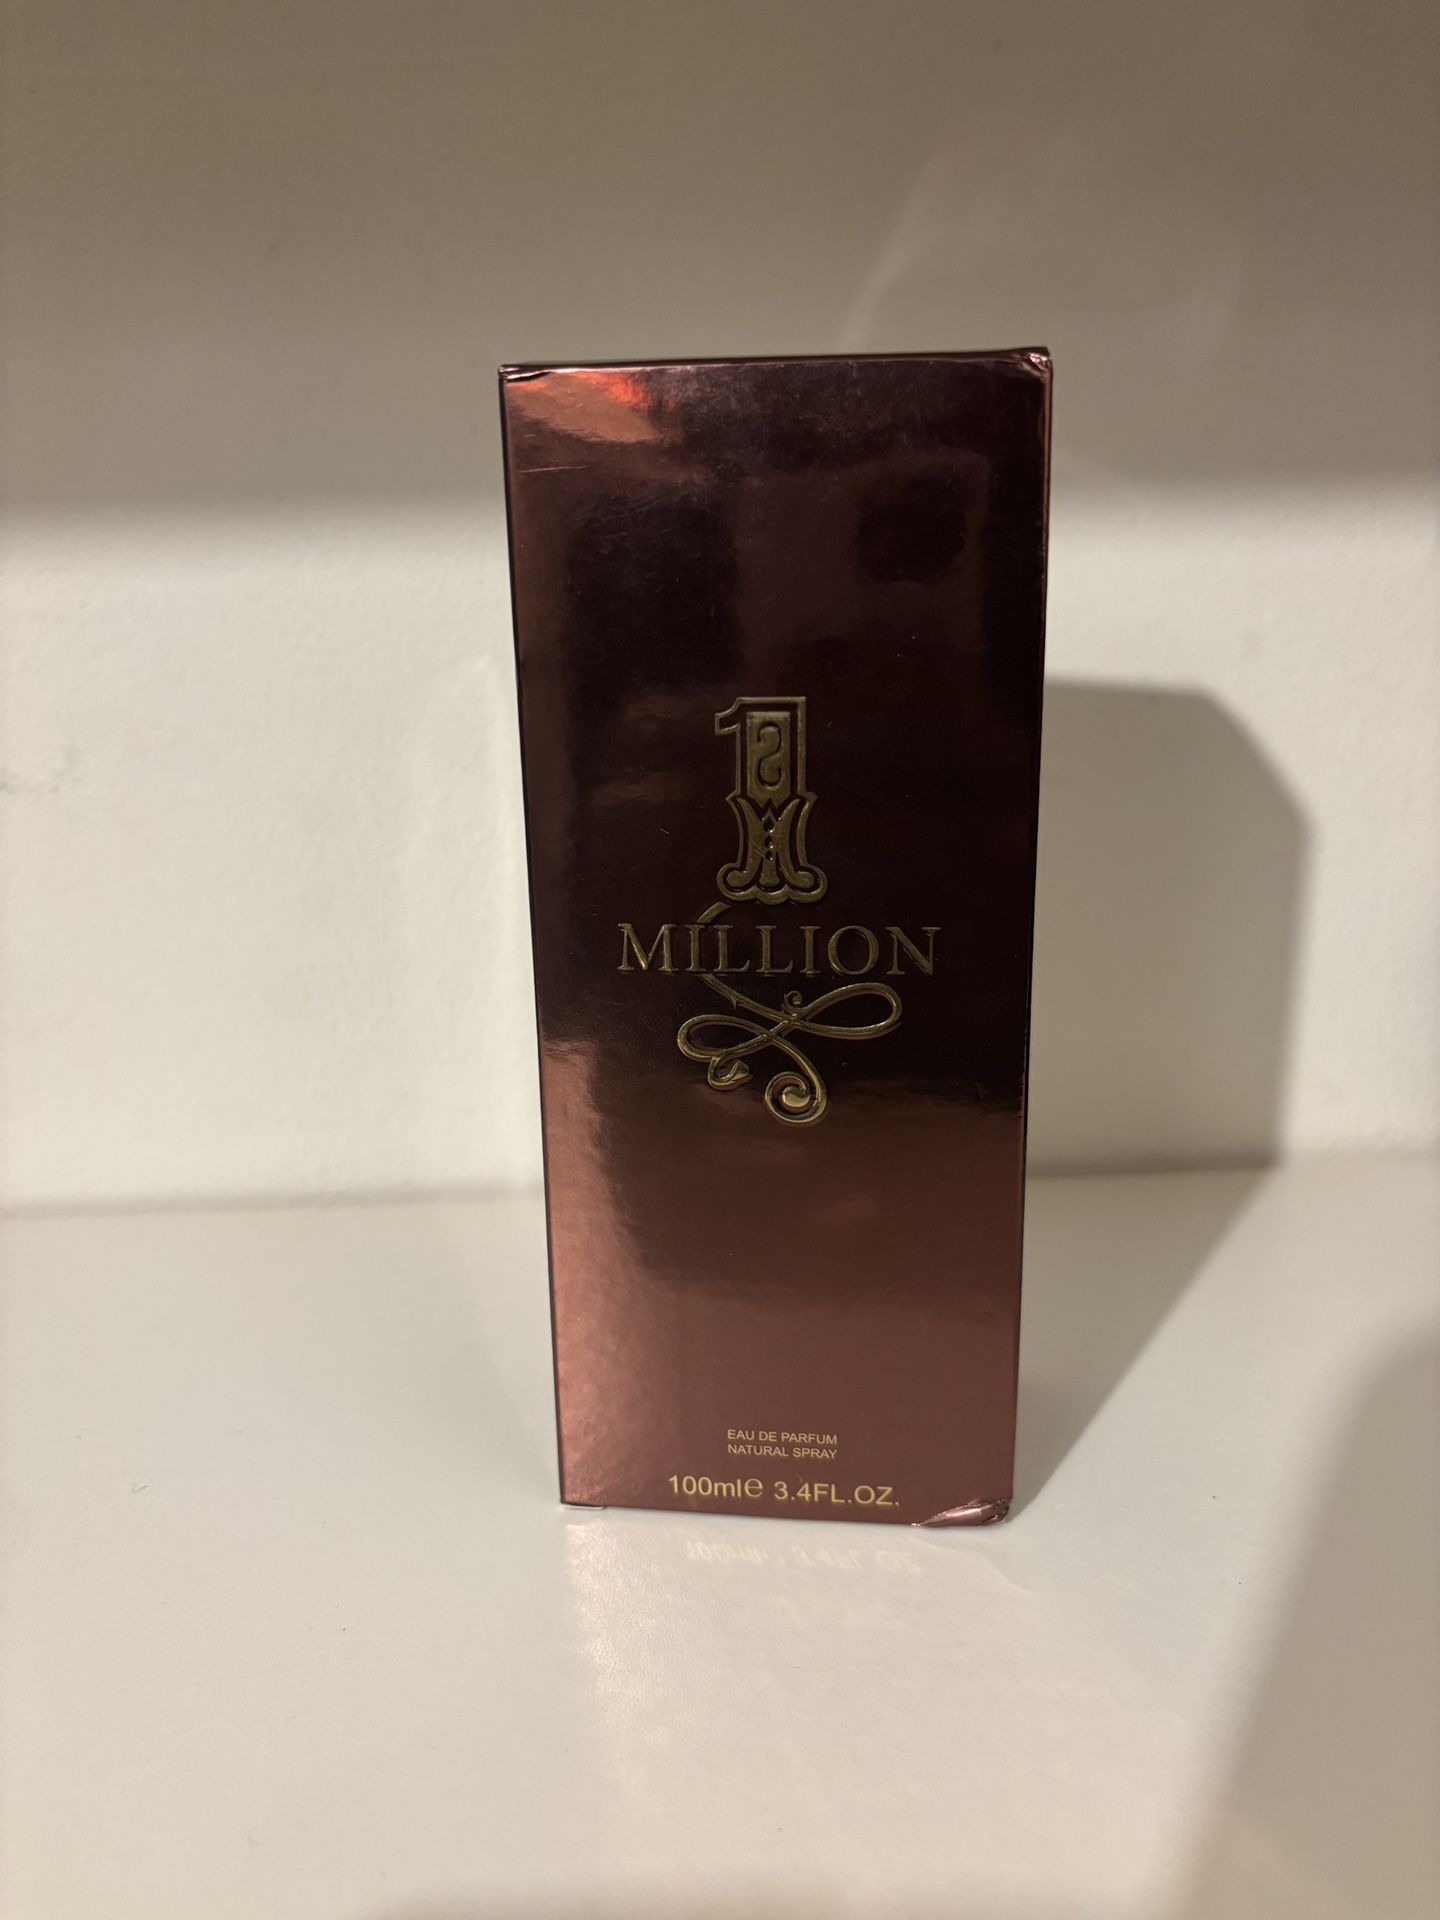 1
MILLION
EAU DE PARFUM
NATURAL SPRAY
100ml℮ 3.4FL.OZ.